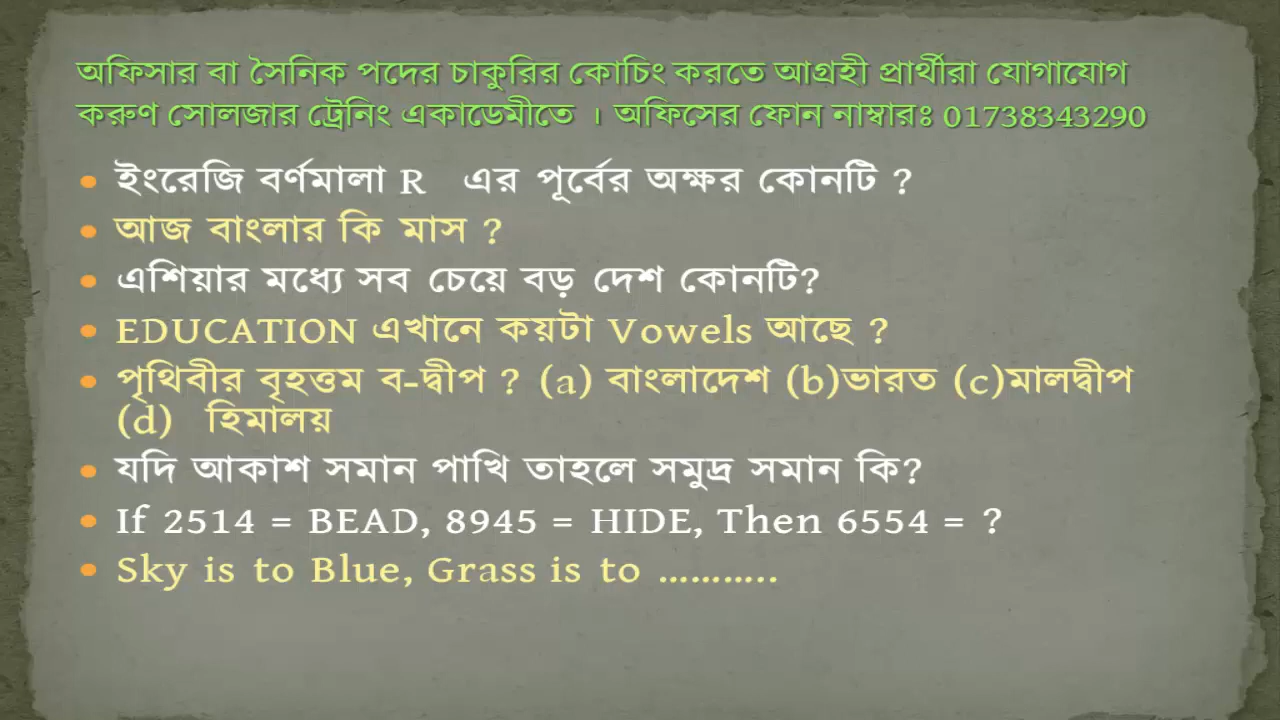 অফিসার বা সৈনিক পদের চাকুরির কোচিং করতে আগ্রহী প্রার্থীরা যোগাযোগ
করুণ সোলজার ট্রেনিং একাডেমীতে । অফিসের ফোন নাম্বারঃ 01738343290
• ইংরেজি বর্ণমালা R এর পূর্বের অক্ষর কোনটি ?
• আজ বাংলার কি মাস ?
• এশিয়ার মধ্যে সব চেয়ে বড় দেশ কোনটি?
• EDUCATION এখানে কয়টা Vowels আছে ?
• পৃথিবীর বৃহত্তম ব-দ্বীপ ? (a) বাংলাদেশ (b)ভারত (c)মালদ্বীপ
(d) হিমালয়
• যদি আকাশ সমান পাখি তাহলে সমুদ্র সমান কি?
• If 2514 = BEAD, 8945 = HIDE, Then 6554 = ?
• Sky is to Blue, Grass is to ………..